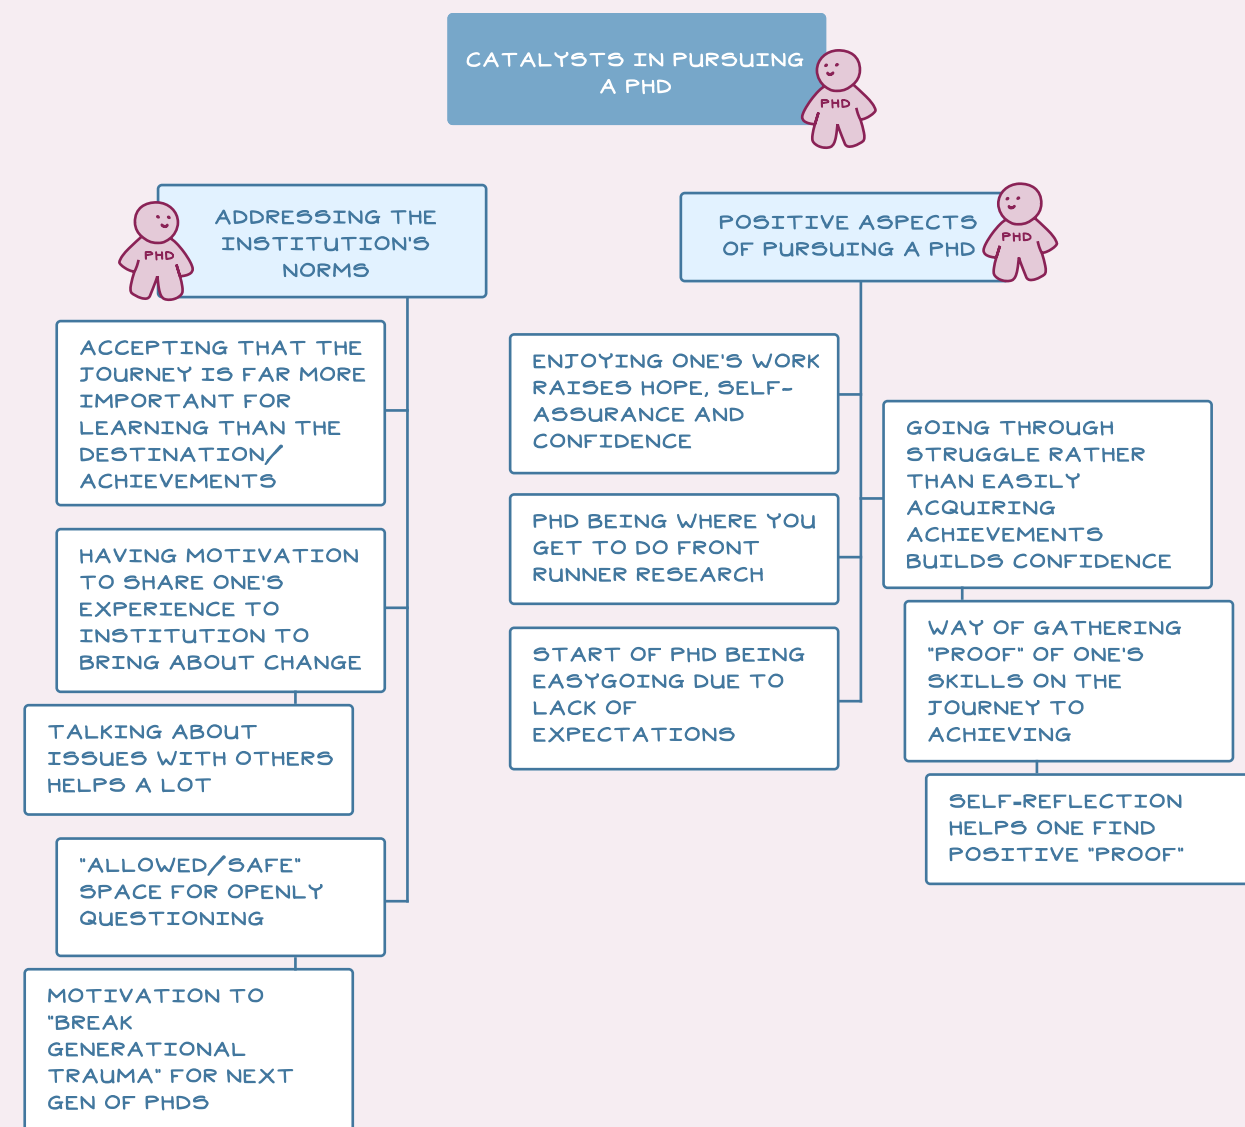 CATALYSTS IN PURSUING
A PHD
PHD
ADDRESSING THE
INSTITUTION'S
NORMS
PHD
ACCEPTING THAT THE
JOURNEY IS FAR MORE
IMPORTANT FOR
LEARNING THAN THE
DESTINATION/
ACHIEVEMENTS
HAVING MOTIVATION
TO SHARE ONE'S
EXPERIENCE TO
INSTITUTION TO
BRING ABOUT CHANGE
TALKING ABOUT
ISSUES WITH OTHERS
HELPS A LOT
"ALLOWED/SAFE"
SPACE FOR OPENLY
QUESTIONING
MOTIVATION TO
"BREAK
GENERATIONAL
TRAUMA" FOR NEXT
GEN OF PHDS
POSITIVE ASPECTS
OF PURSUING A PHD
PHD
ENJOYING ONE'S WORK
RAISES HOPE, SELF-
ASSURANCE AND
CONFIDENCE
PHD BEING WHERE YOU
GET TO DO FRONT
RUNNER RESEARCH
START OF PHD BEING
EASYGOING DUE TO
LACK OF
EXPECTATIONS
GOING THROUGH
STRUGGLE RATHER
THAN EASILY
ACQUIRING
ACHIEVEMENTS
BUILDS CONFIDENCE
WAY OF GATHERING
"PROOF" OF ONE'S
SKILLS ON THE
JOURNEY TO
ACHIEVING
SELF-REFLECTION
HELPS ONE FIND
POSITIVE "PROOF"